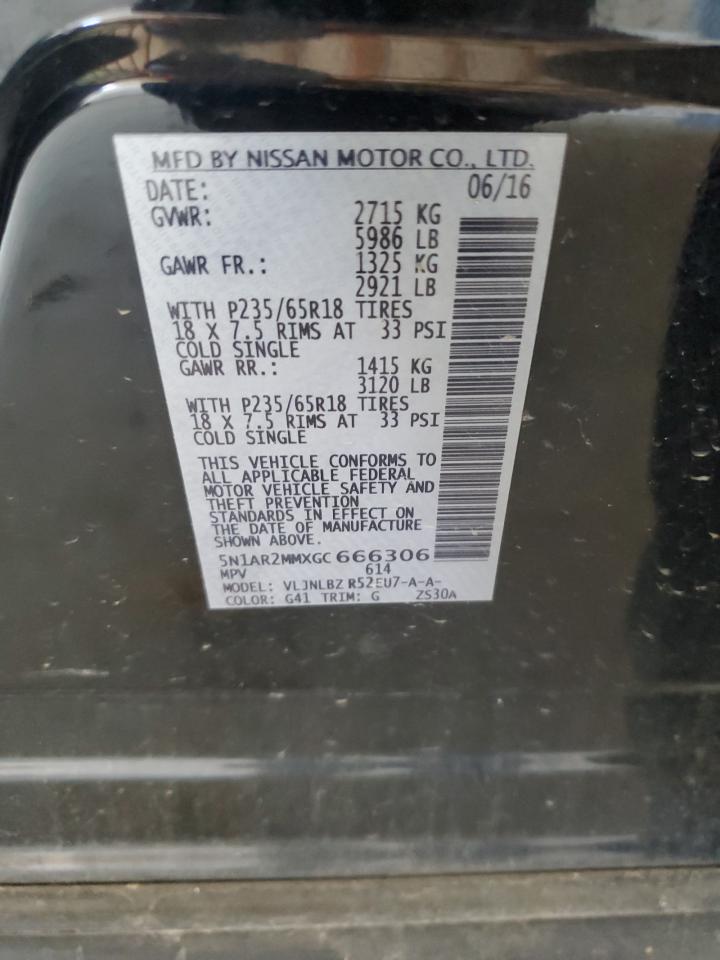 MFD BY NISSAN MOTOR CO., LTD.
DATE: 06/16
GVWR: 2715 KG
5986 LB
GAWR FR.: 1325 KG
2921 LB
WITH P235/65R18 TIRES
18 X 7.5 RIMS AT 33 PSI
COLD SINGLE
GAWR RR.: 1415 KG
3120 LB
WITH P235/65R18 TIRES
18 X 7.5 RIMS AT 33 PSI
COLD SINGLE
THIS VEHICLE CONFORMS TO
ALL APPLICABLE FEDERAL
MOTOR VEHICLE SAFETY AND
THEFT PREVENTION
STANDARDS IN EFFECT ON
THE DATE OF MANUFACTURE
SHOWN ABOVE.
5N1AR2MMXGC666306
MPV 614
MODEL: VLJNLBZ R52EU7-A-A-
COLOR: G41 TRIM: G ZS30A